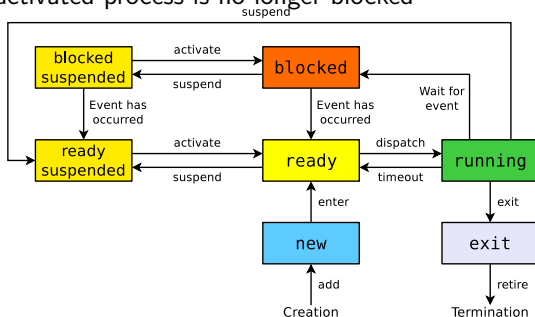 activated process is no longer blocked
suspend
blocked
suspended
activate
suspend
blocked
Event has
occurred
Event has
occurred
Wait for
event
ready
suspended
activate
suspend
ready
dispatch
timeout
running
enter
exit
new
exit
add
retire
Creation
Termination